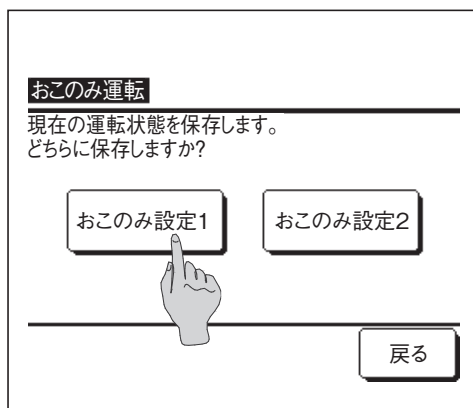 おこのみ運転
現在の運転状態を保存します。
どちらに保存しますか?
おこのみ設定1
おこのみ設定2
戻る